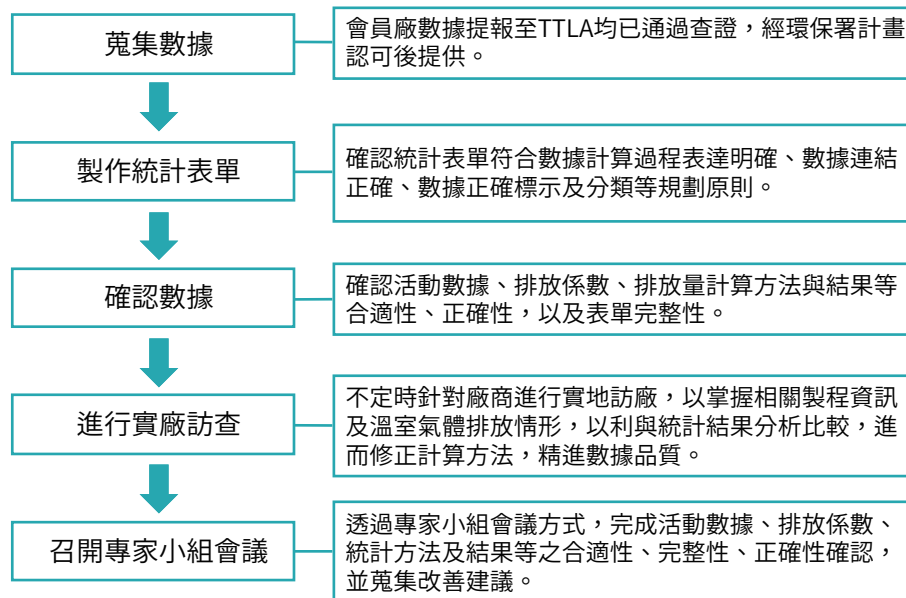 蒐集數據
會員廠數據提報至TTLA均已通過查證，經環保署計畫
認可後提供。
製作統計表單
確認統計表單符合數據計算過程表達明確、數據連結
正確、數據正確標示及分類等規劃原則。
確認數據
確認活動數據、排放係數、排放量計算方法與結果等
合適性、正確性，以及表單完整性。
進行實廠訪查
不定時針對廠商進行實地訪廠，以掌握相關製程資訊
及溫室氣體排放情形，以利與統計結果分析比較，進
而修正計算方法，精進數據品質。
召開專家小組會議
透過專家小組會議方式，完成活動數據、排放係數、
統計方法及結果等之合適性、完整性、正確性確認，
並蒐集改善建議。